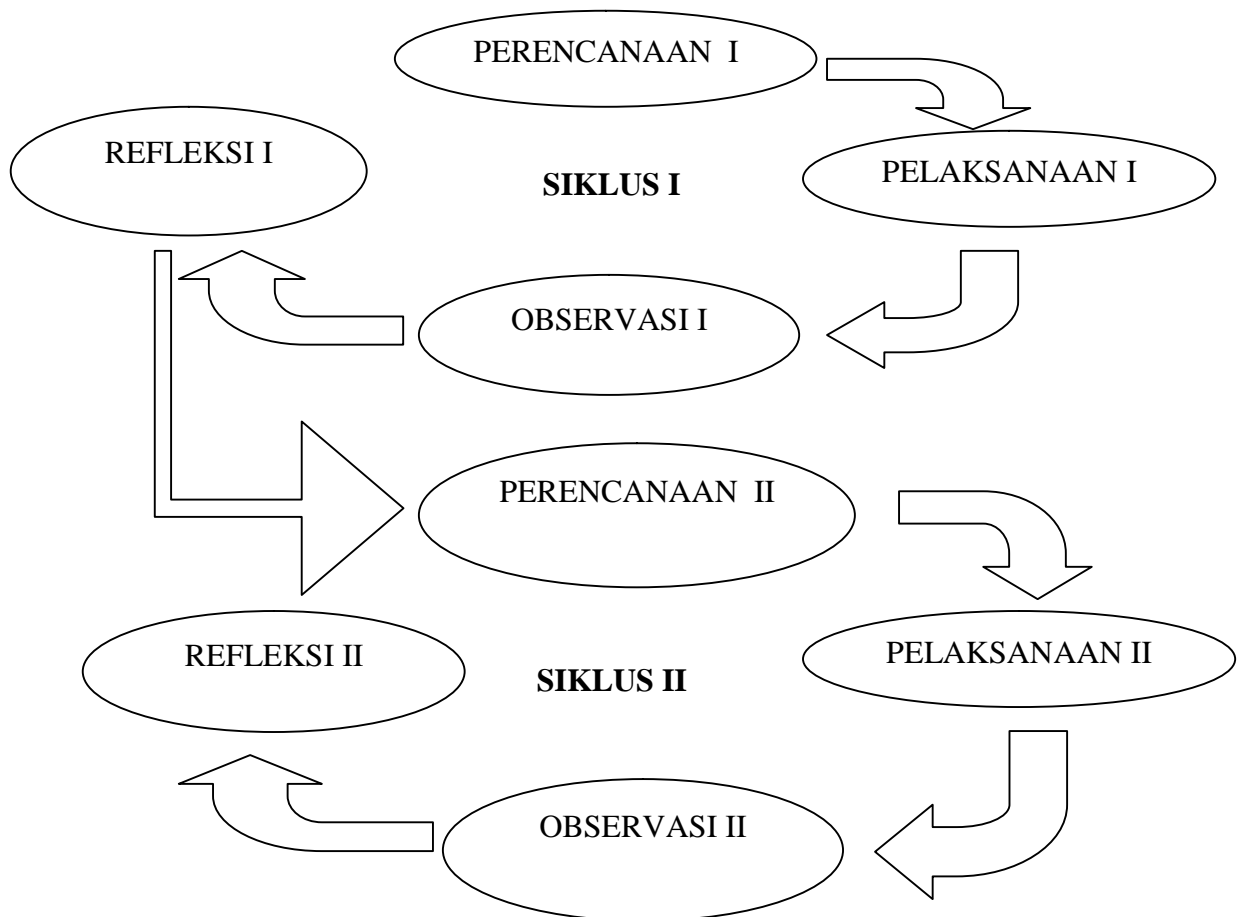 PERENCANAAN I
REFLEKSI I
PELAKSANAAN I
SIKLUS I
OBSERVASI I
PERENCANAAN II
REFLEKSI II
PELAKSANAAN II
SIKLUS II
OBSERVASI II